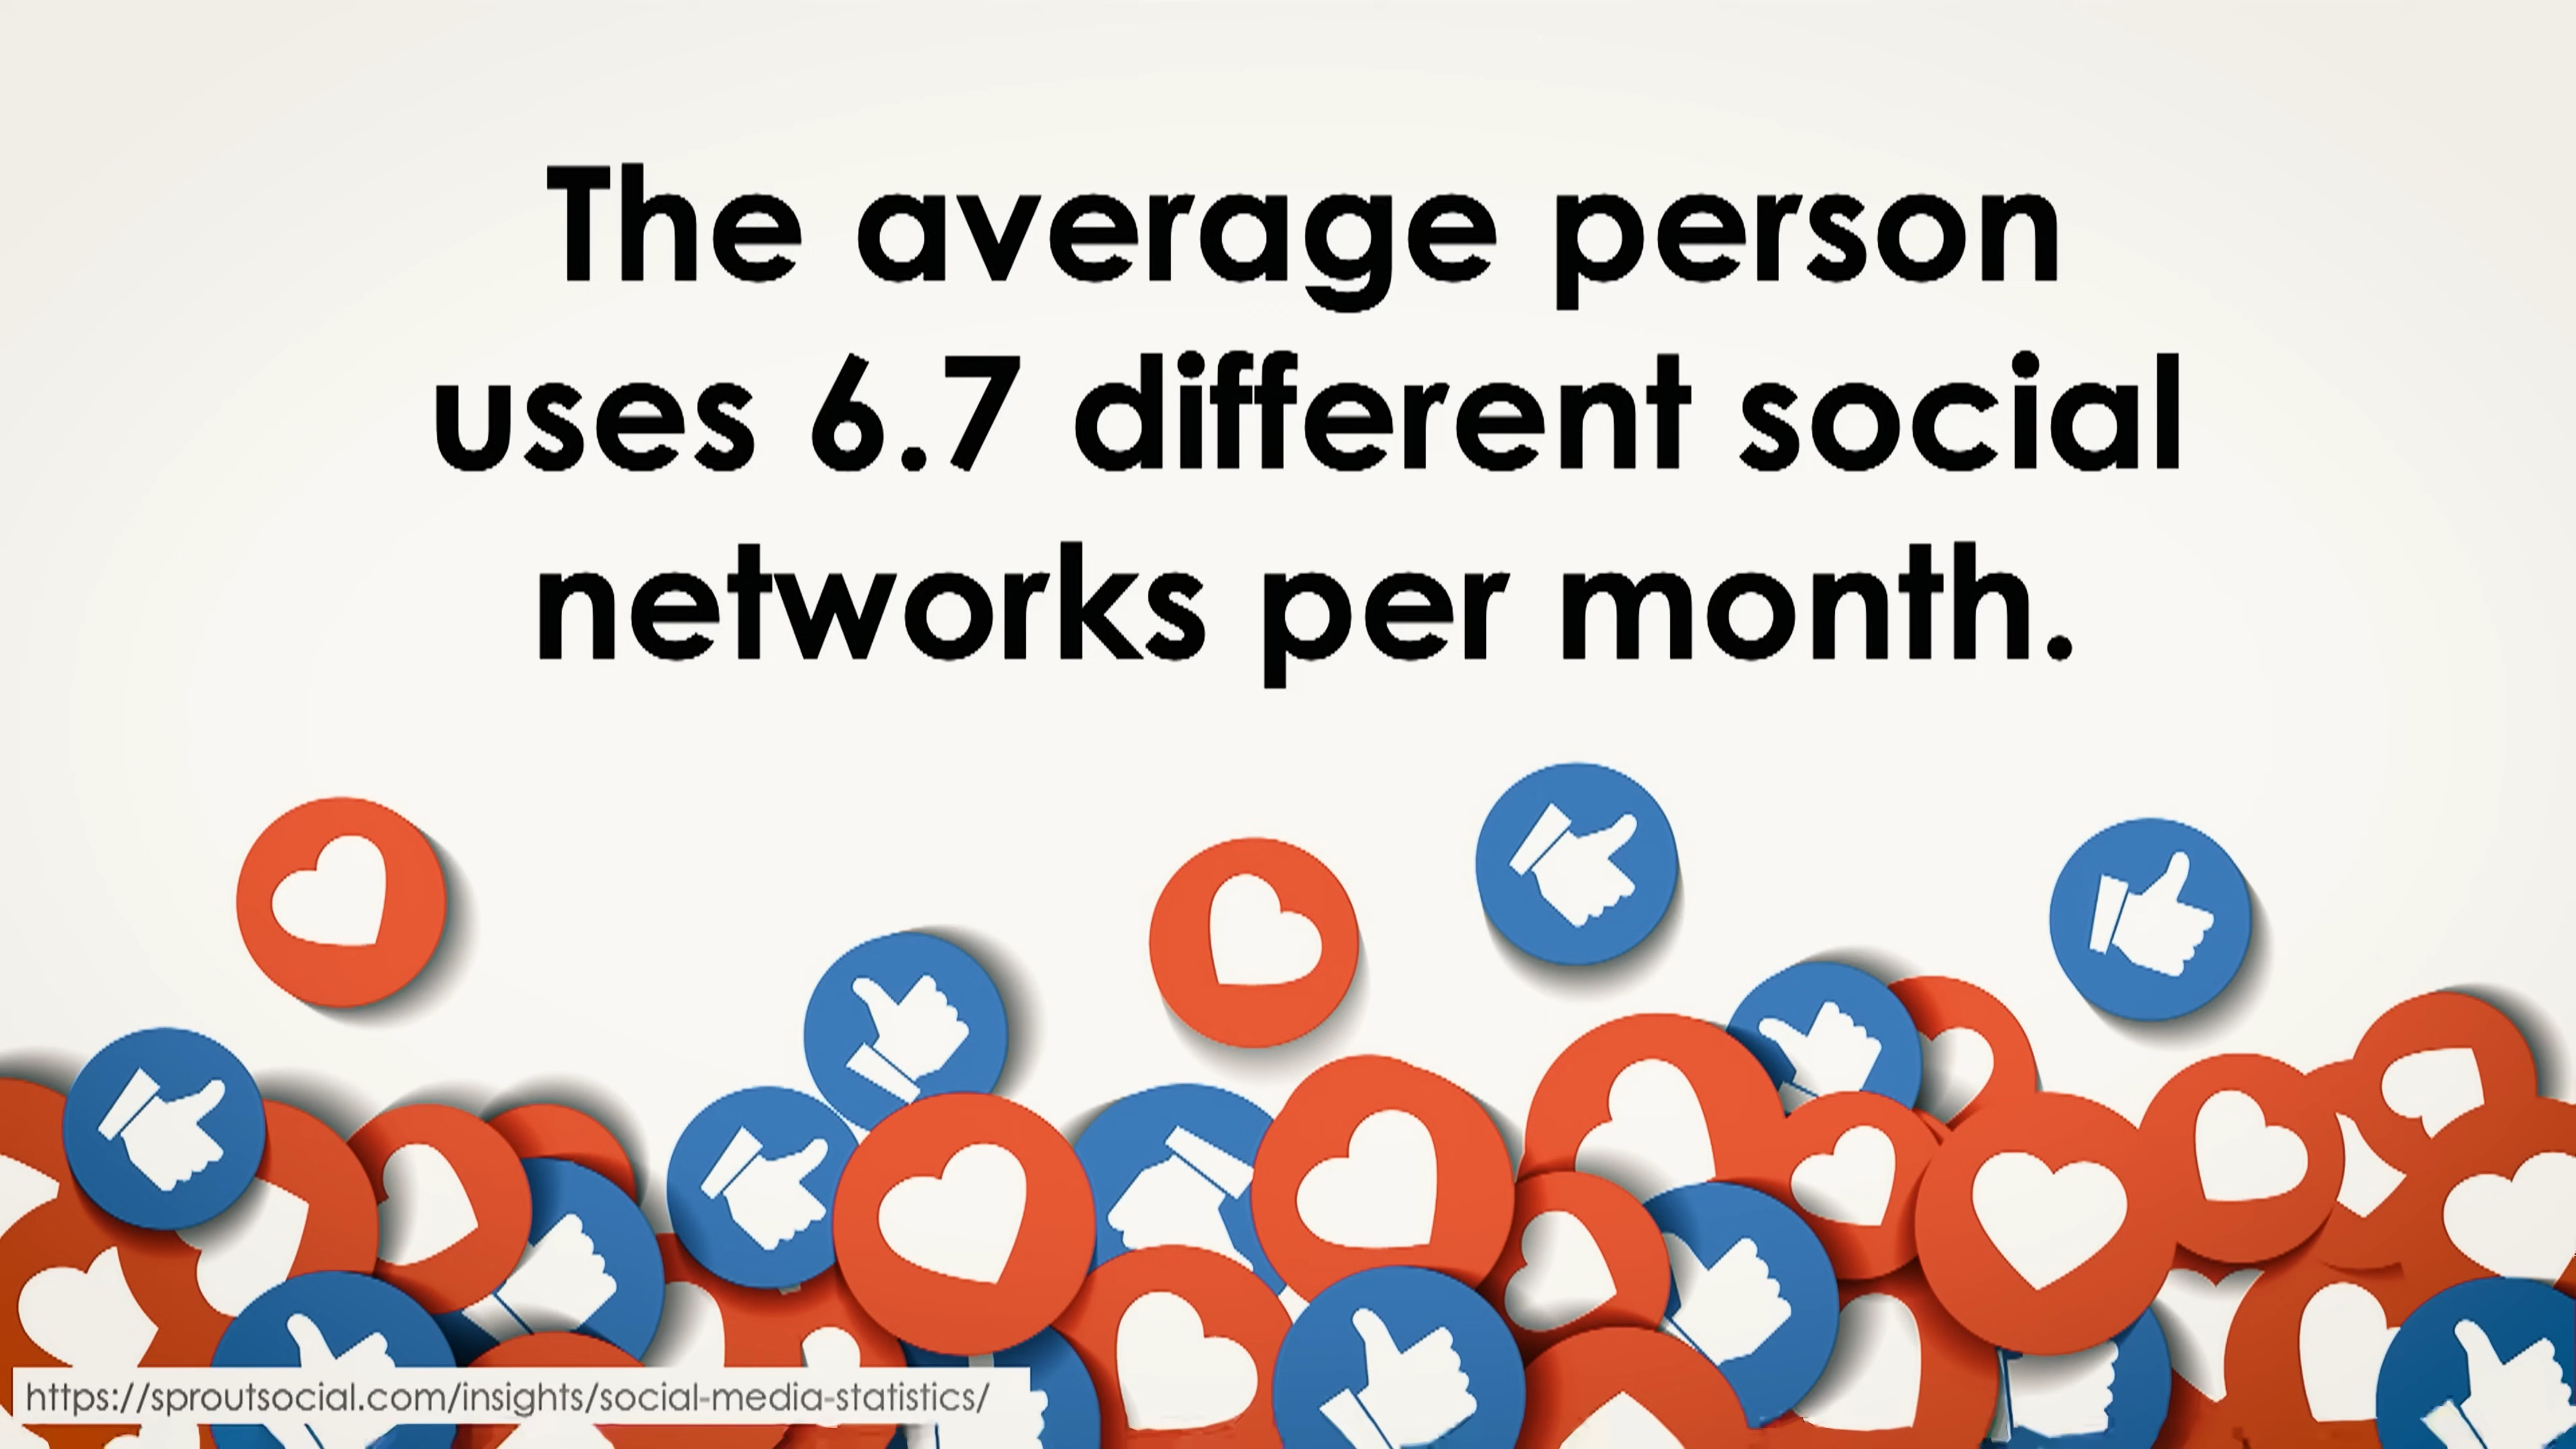 The average person
uses 6.7 different social
networks per month.
https://sproutsocial.com/insights/social-media-statistics/